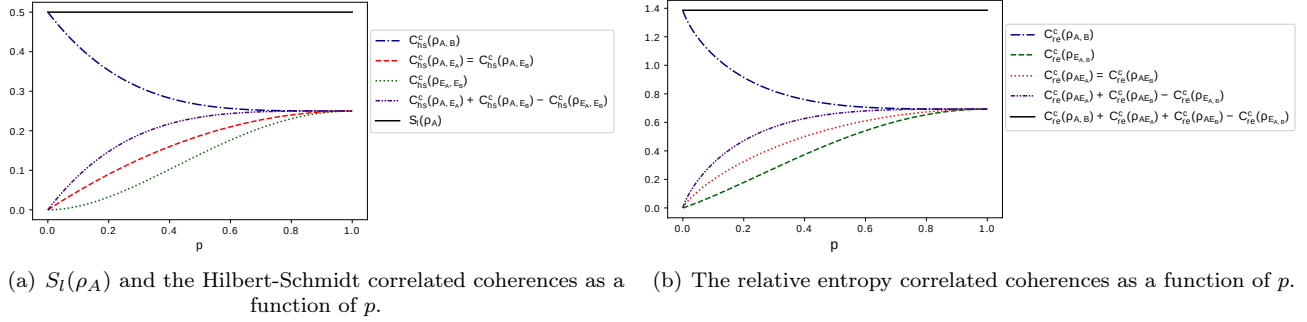 0.5
0.4
0.3
0.2
0.1
0.0
0.0 0.2 0.4 0.6 0.8 1.0
p
C^c_hs(ρ_A, B)
C^c_hs(ρ_A, E_A) = C^c_hs(ρ_A, E_B)
C^c_hs(ρ_E_A, E_B)
C^c_hs(ρ_A, E_A) + C^c_hs(ρ_A, E_B) − C^c_hs(ρ_E_A, E_B)
S_l(ρ_A)
(a) S_l(ρ_A) and the Hilbert-Schmidt correlated coherences as a
function of p.
1.4
1.2
1.0
0.8
0.6
0.4
0.2
0.0
0.0 0.2 0.4 0.6 0.8 1.0
p
C^c_re(ρ_A, B)
C^c_re(ρ_E_A, B)
C^c_re(ρ_AE_A) = C^c_re(ρ_AE_B)
C^c_re(ρ_AE_A) + C^c_re(ρ_AE_B) − C^c_re(ρ_E_A, B)
C^c_re(ρ_A, B) + C^c_re(ρ_AE_A) + C^c_re(ρ_AE_B) − C^c_re(ρ_E_A, B)
(b) The relative entropy correlated coherences as a function of p.